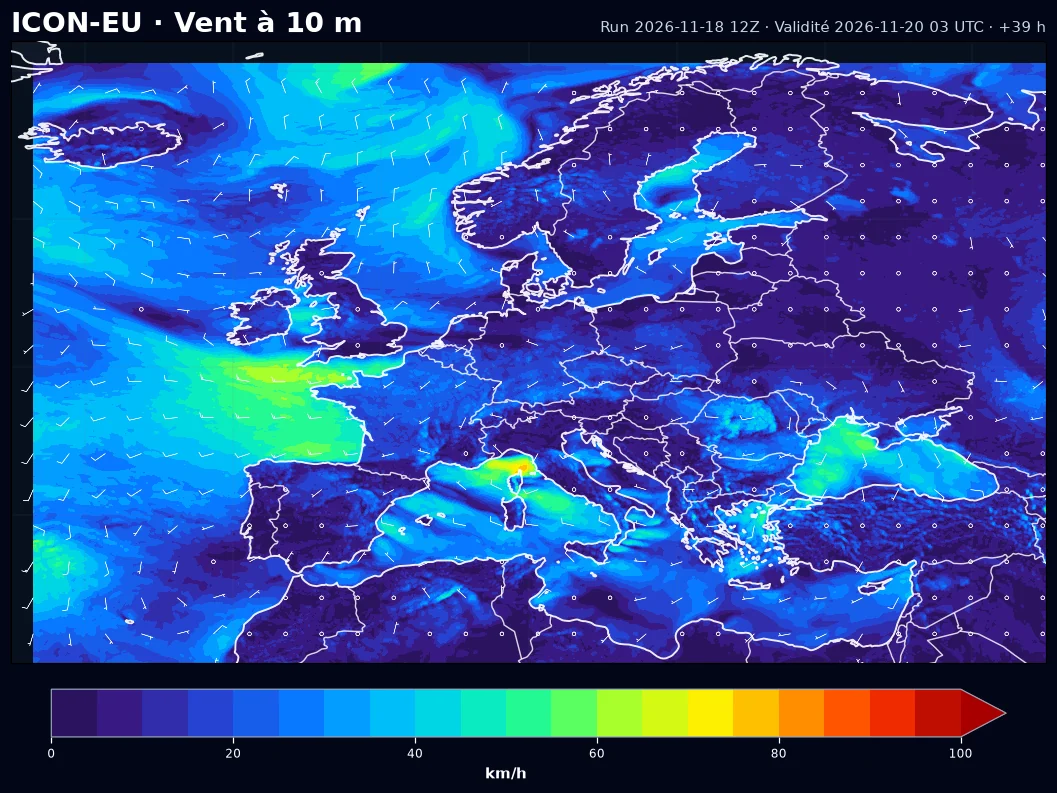 ICON-EU · Vent à 10 m
Run 2026-11-18 12Z · Validité 2026-11-20 03 UTC · +39 h
0 20 40 60 80 100
km/h